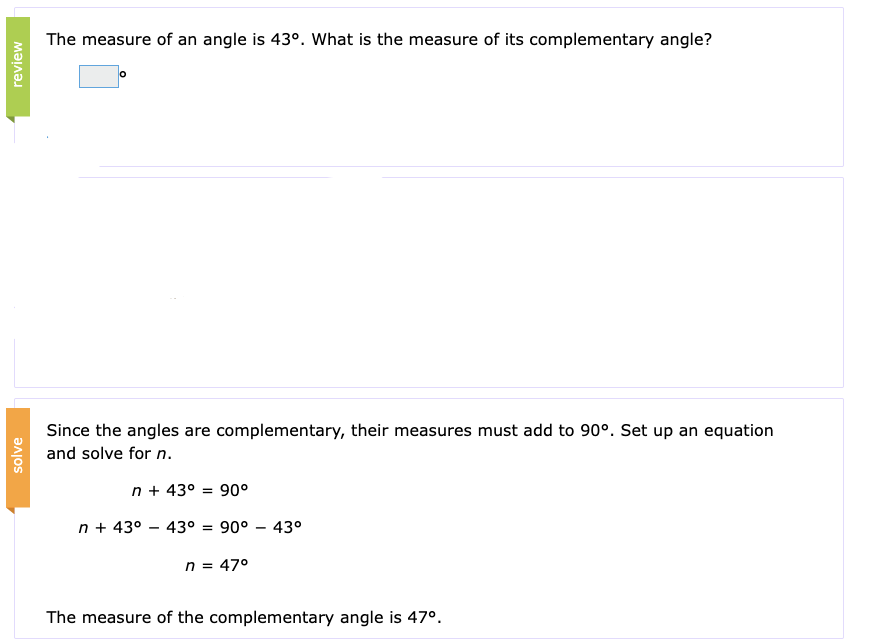 review
The measure of an angle is 43°. What is the measure of its complementary angle?
°
solve
Since the angles are complementary, their measures must add to 90°. Set up an equation
and solve for n.
n + 43° = 90°
n + 43° − 43° = 90° − 43°
n = 47°
The measure of the complementary angle is 47°.